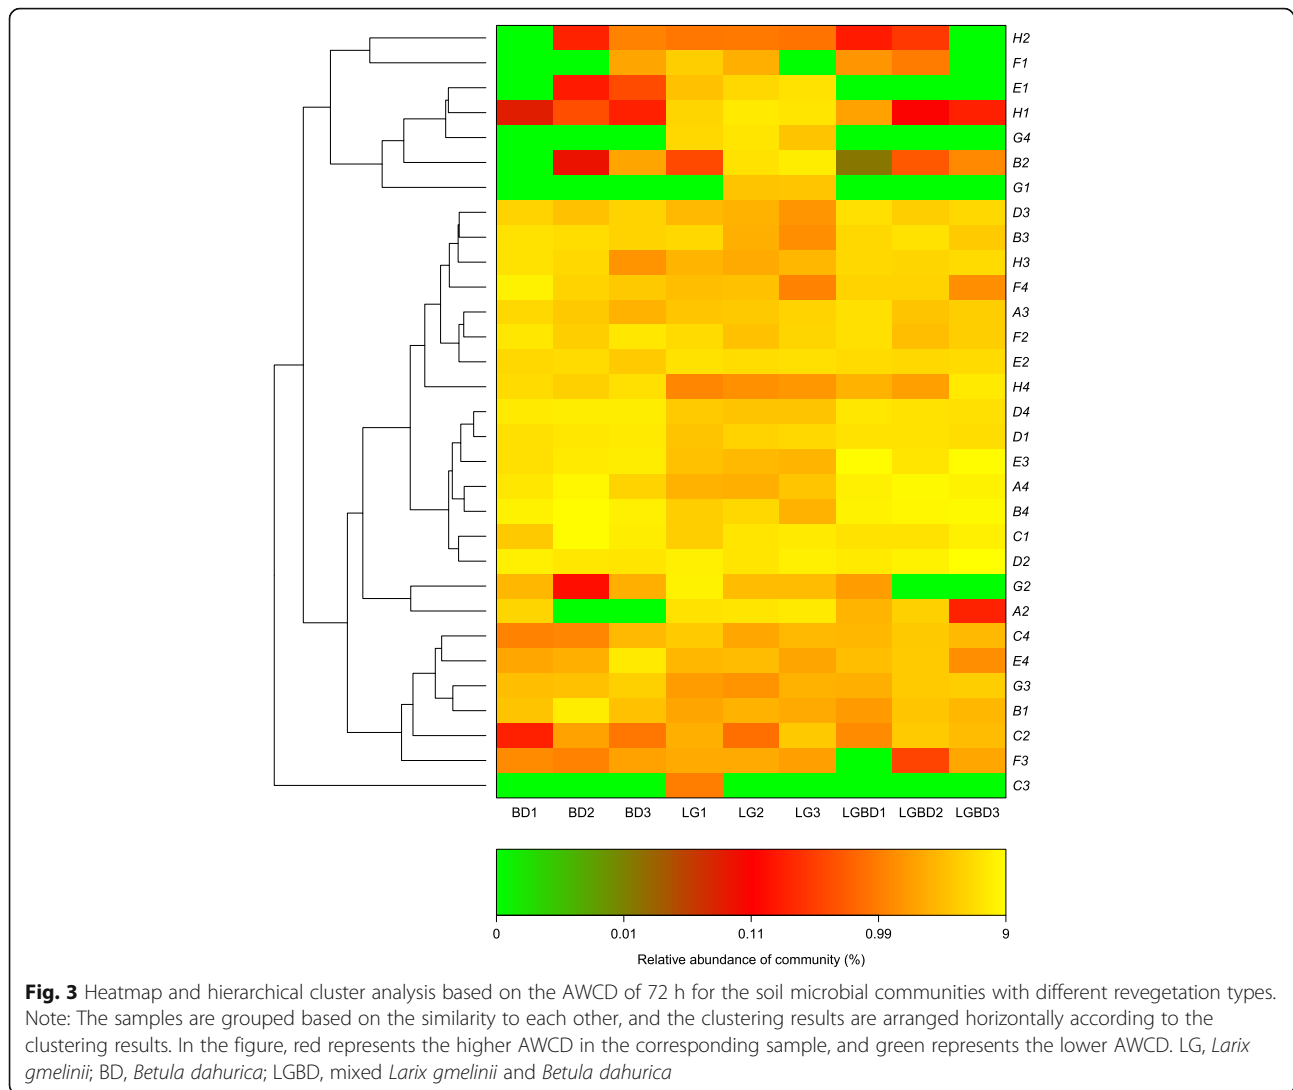 H2
F1
E1
H1
G4
B2
G1
D3
B3
H3
F4
A3
F2
E2
H4
D4
D1
E3
A4
B4
C1
D2
G2
A2
C4
E4
G3
B1
C2
F3
C3
BD1 BD2 BD3 LG1 LG2 LG3 LGBD1 LGBD2 LGBD3
0 0.01 0.11 0.99 9
Relative abundance of community (%)
Fig. 3 Heatmap and hierarchical cluster analysis based on the AWCD of 72 h for the soil microbial communities with different revegetation types.
Note: The samples are grouped based on the similarity to each other, and the clustering results are arranged horizontally according to the
clustering results. In the figure, red represents the higher AWCD in the corresponding sample, and green represents the lower AWCD. LG, Larix
gmelinii; BD, Betula dahurica; LGBD, mixed Larix gmelinii and Betula dahurica